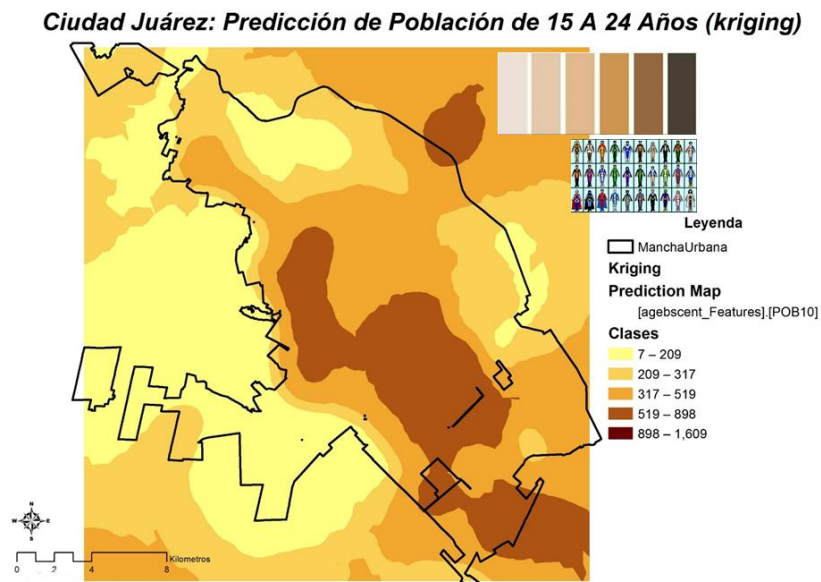 Ciudad Juárez: Predicción de Población de 15 A 24 Años (kriging)
Leyenda
ManchaUrbana
Kriging
Prediction Map
[agebscent_Features].[POB10]
Clases
7 – 209
209 – 317
317 – 519
519 – 898
898 – 1,609
N
W E
S
Kilometros
0 2 4 8